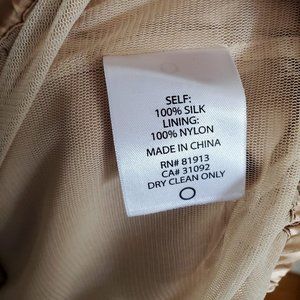 SELF:
100% SILK
LINING:
100% NYLON
MADE IN CHINA
RN# 81913
CA# 31092
DRY CLEAN ONLY